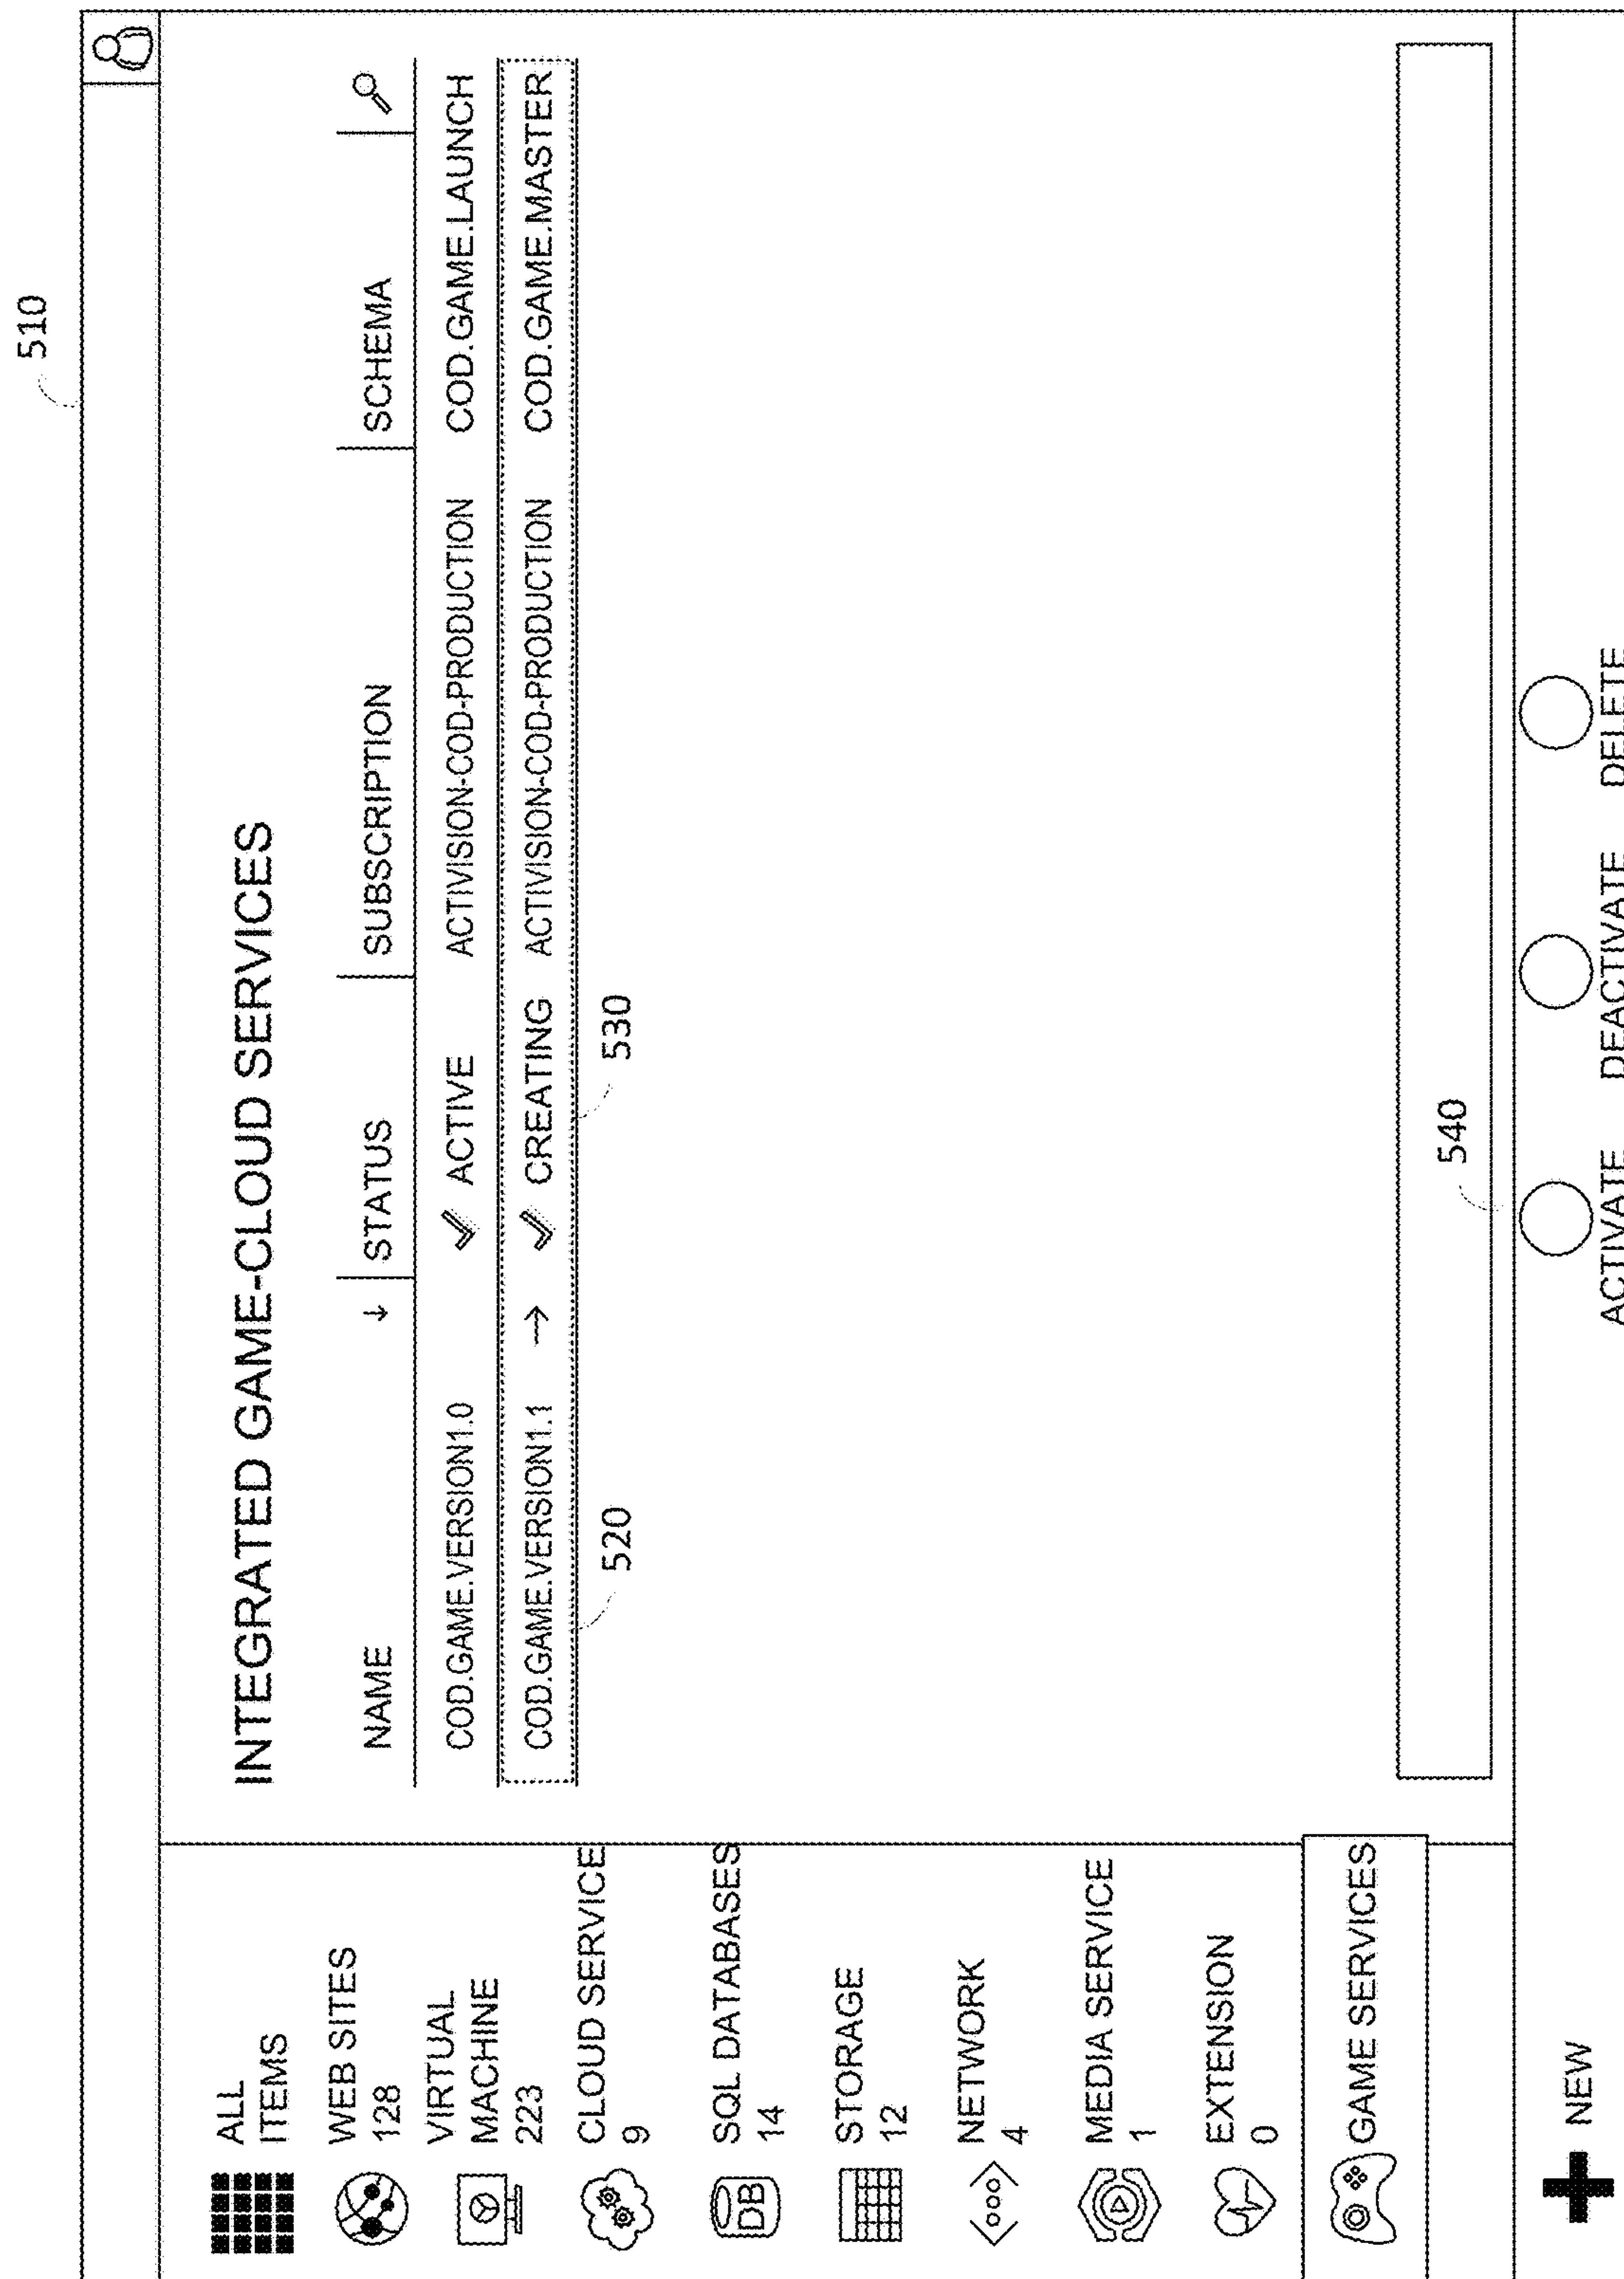 510
INTEGRATED GAME-CLOUD SERVICES
NAME ↓ STATUS SUBSCRIPTION SCHEMA
COD.GAME.VERSION1.0 ACTIVE ACTIVISION-COD-PRODUCTION COD.GAME.LAUNCH
COD.GAME.VERSION1.1 → CREATING ACTIVISION-COD-PRODUCTION COD.GAME.MASTER
520
530
ALL
ITEMS
WEB SITES
128
VIRTUAL
MACHINE
223
CLOUD SERVICE
9
SQL DATABASES
14
DB
STORAGE
12
NETWORK
4
MEDIA SERVICE
1
EXTENSION
0
GAME SERVICES
540
NEW
ACTIVATE DEACTIVATE DELETE